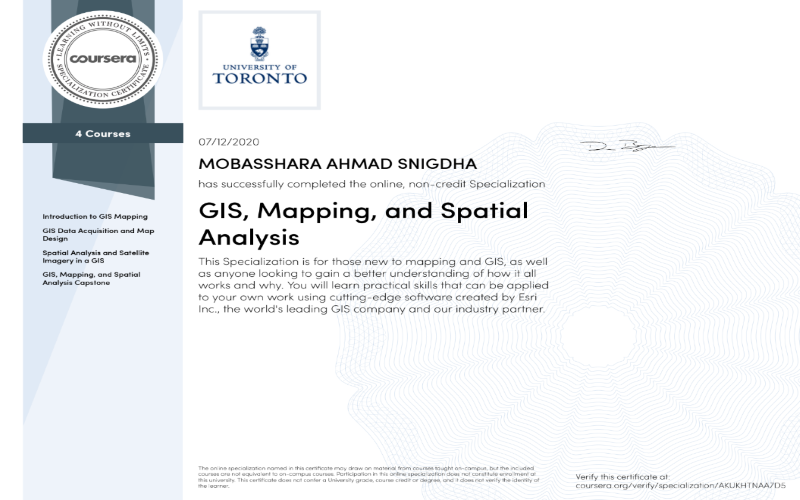 LEARNING WITHOUT LIMITS
coursera
SPECIALIZATION CERTIFICATE
4 Courses
Introduction to GIS Mapping
GIS Data Acquisition and Map
Design
Spatial Analysis and Satellite
Imagery in a GIS
GIS, Mapping, and Spatial
Analysis Capstone
UNIVERSITY OF
TORONTO
07/12/2020
MOBASSHARA AHMAD SNIGDHA
has successfully completed the online, non-credit Specialization
GIS, Mapping, and Spatial
Analysis
This Specialization is for those new to mapping and GIS, as well
as anyone looking to gain a better understanding of how it all
works and why. You will learn practical skills that can be applied
to your own work using cutting-edge software created by Esri
Inc., the world's leading GIS company and our industry partner.
The online specialization named in this certificate may draw on material from courses taught on-campus, but the included
courses are not equivalent to on-campus courses. Participation in this online specialization does not constitute enrollment at
this university. This certificate does not confer a University grade, course credit or degree, and it does not verify the identity of
the learner.
Verify this certificate at:
coursera.org/verify/specialization/AKUKHTNAA7D5